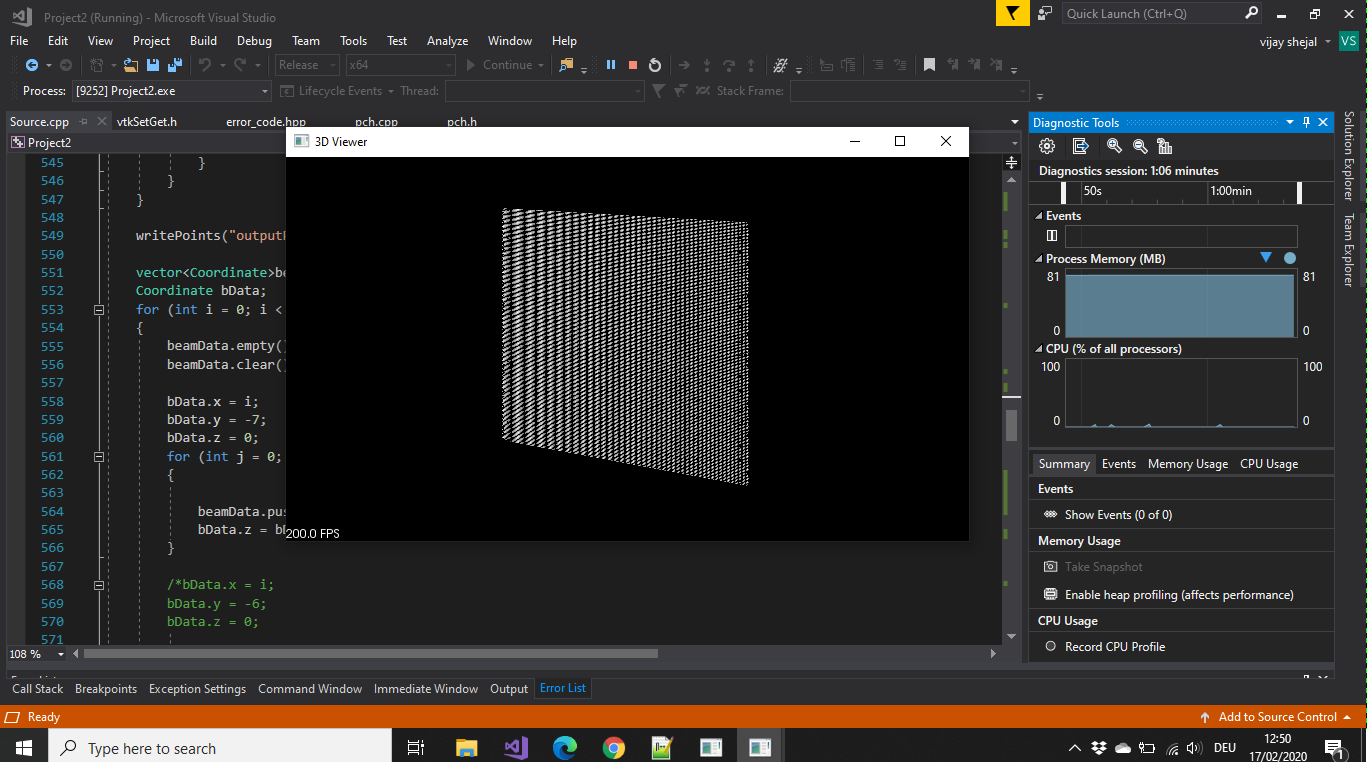 Project2 (Running) - Microsoft Visual Studio
Quick Launch (Ctrl+Q)
File Edit View Project Build Debug Team Tools Test Analyze Window Help
vijay shejal VS
Release x64 Continue
Process: [9252] Project2.exe Lifecycle Events Thread: Stack Frame:
Source.cpp vtkSetGet.h error_code.hpp pch.cpp pch.h
Project2
3D Viewer
545 }
546 }
547 }
548
549 writePoints("outputP
550
551 vector<Coordinate>be
552 Coordinate bData;
553 for (int i = 0; i <
554 {
555 beamData.empty()
556 beamData.clear()
557
558 bData.x = i;
559 bData.y = -7;
560 bData.z = 0;
561 for (int j = 0;
562 {
563
564 beamData.pus
565 bData.z = bD
566 }
567
568 /*bData.x = i;
569 bData.y = -6;
570 bData.z = 0;
571
200.0 FPS
108 %
Diagnostic Tools
Diagnostics session: 1:06 minutes
50s 1:00min
Events
Process Memory (MB)
81 81
0 0
CPU (% of all processors)
100 100
0 0
Summary Events Memory Usage CPU Usage
Events
Show Events (0 of 0)
Memory Usage
Take Snapshot
Enable heap profiling (affects performance)
CPU Usage
Record CPU Profile
Solution Explorer
Team Explorer
Call Stack Breakpoints Exception Settings Command Window Immediate Window Output Error List
Ready
Add to Source Control
Type here to search
DEU
12:50
17/02/2020
1